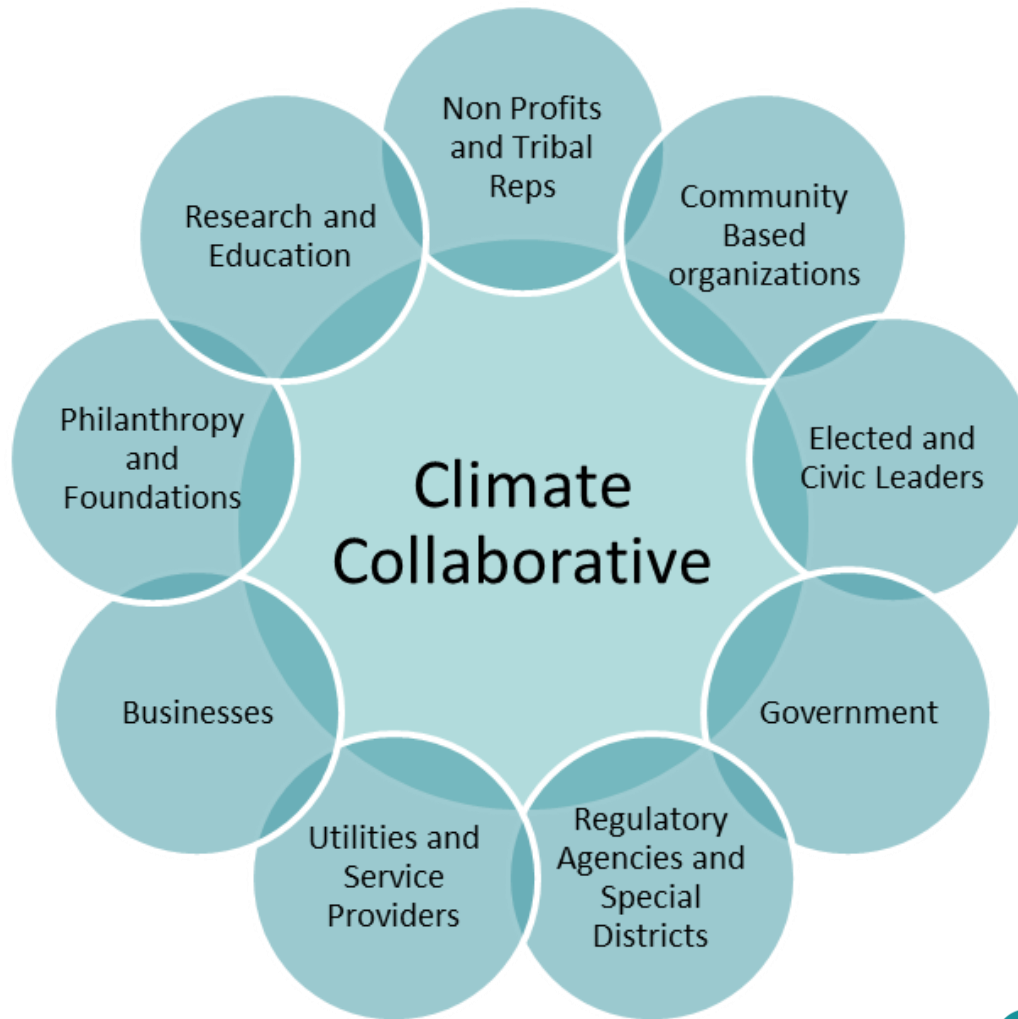 Non Profits
and Tribal
Reps
Community
Based
organizations
Elected and
Civic Leaders
Government
Regulatory
Agencies and
Special
Districts
Utilities and
Service
Providers
Businesses
Philanthropy
and
Foundations
Research and
Education
Climate
Collaborative